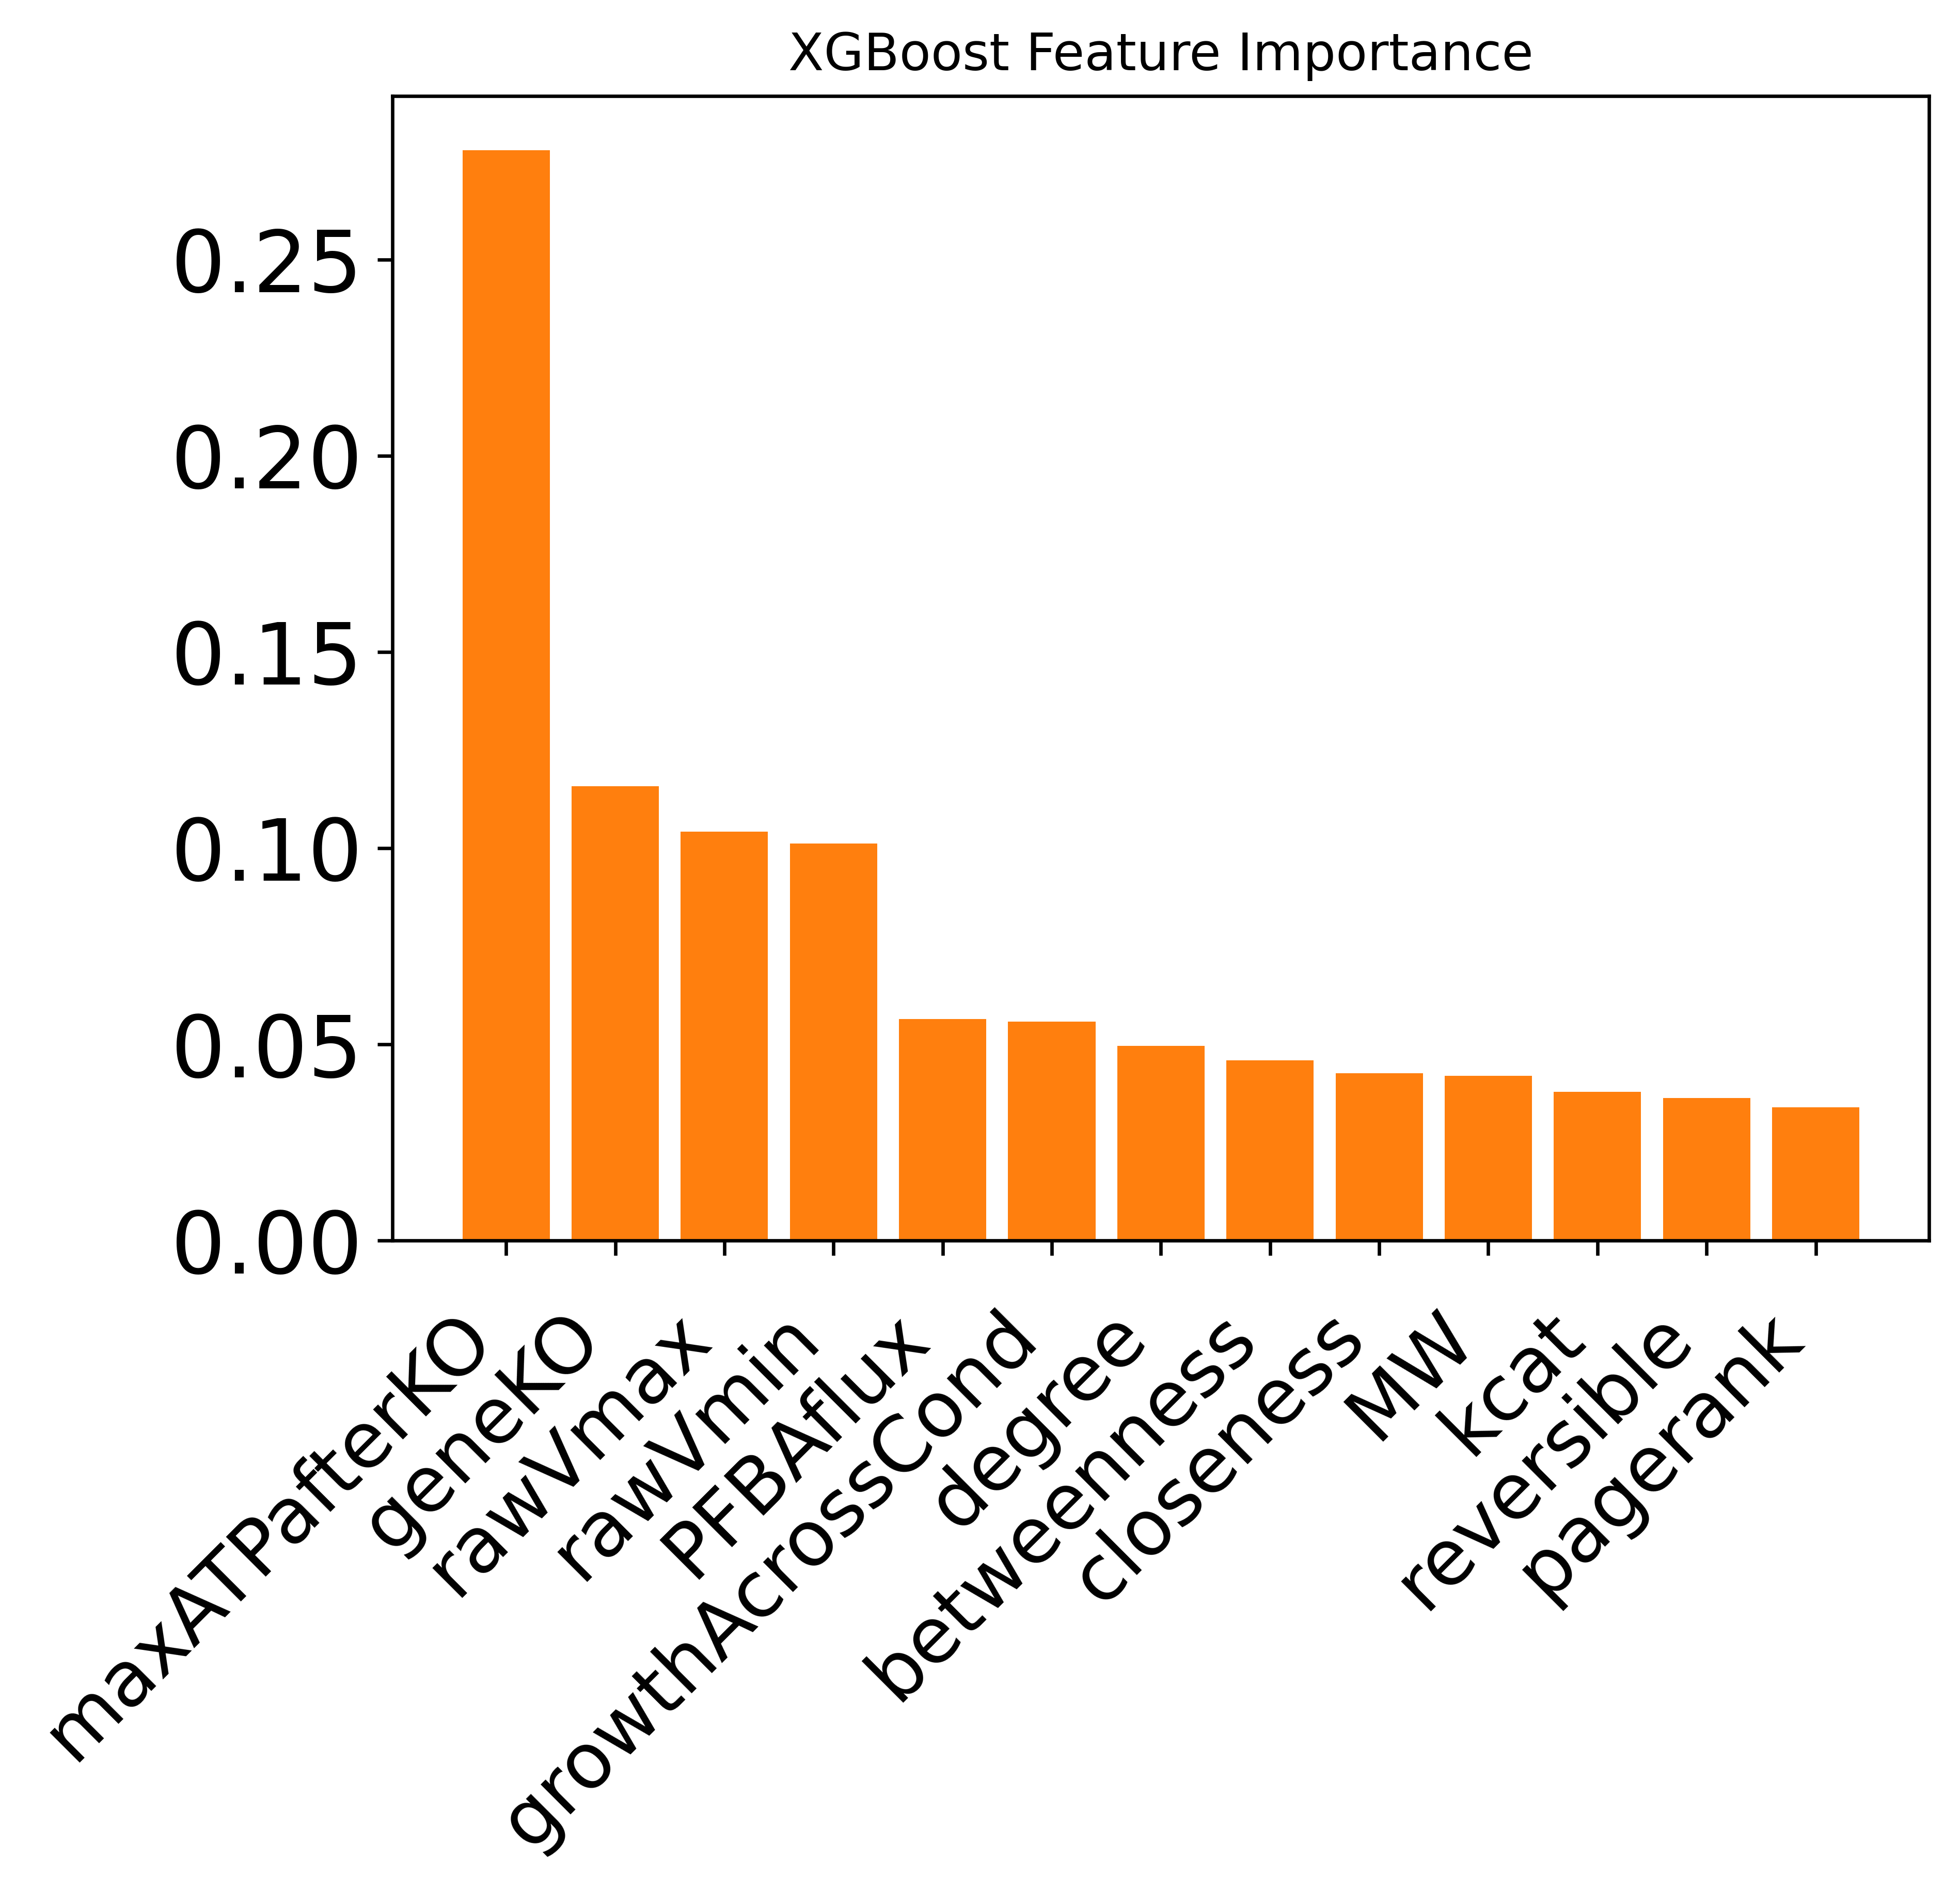 XGBoost Feature Importance
0.25
0.20
0.15
0.10
0.05
0.00
maxATPafterKO
geneKO
rawVmax
rawVmin
pFBAflux
growthAcrossCond
degree
betweenness
closeness
MW
kcat
reversible
pagerank